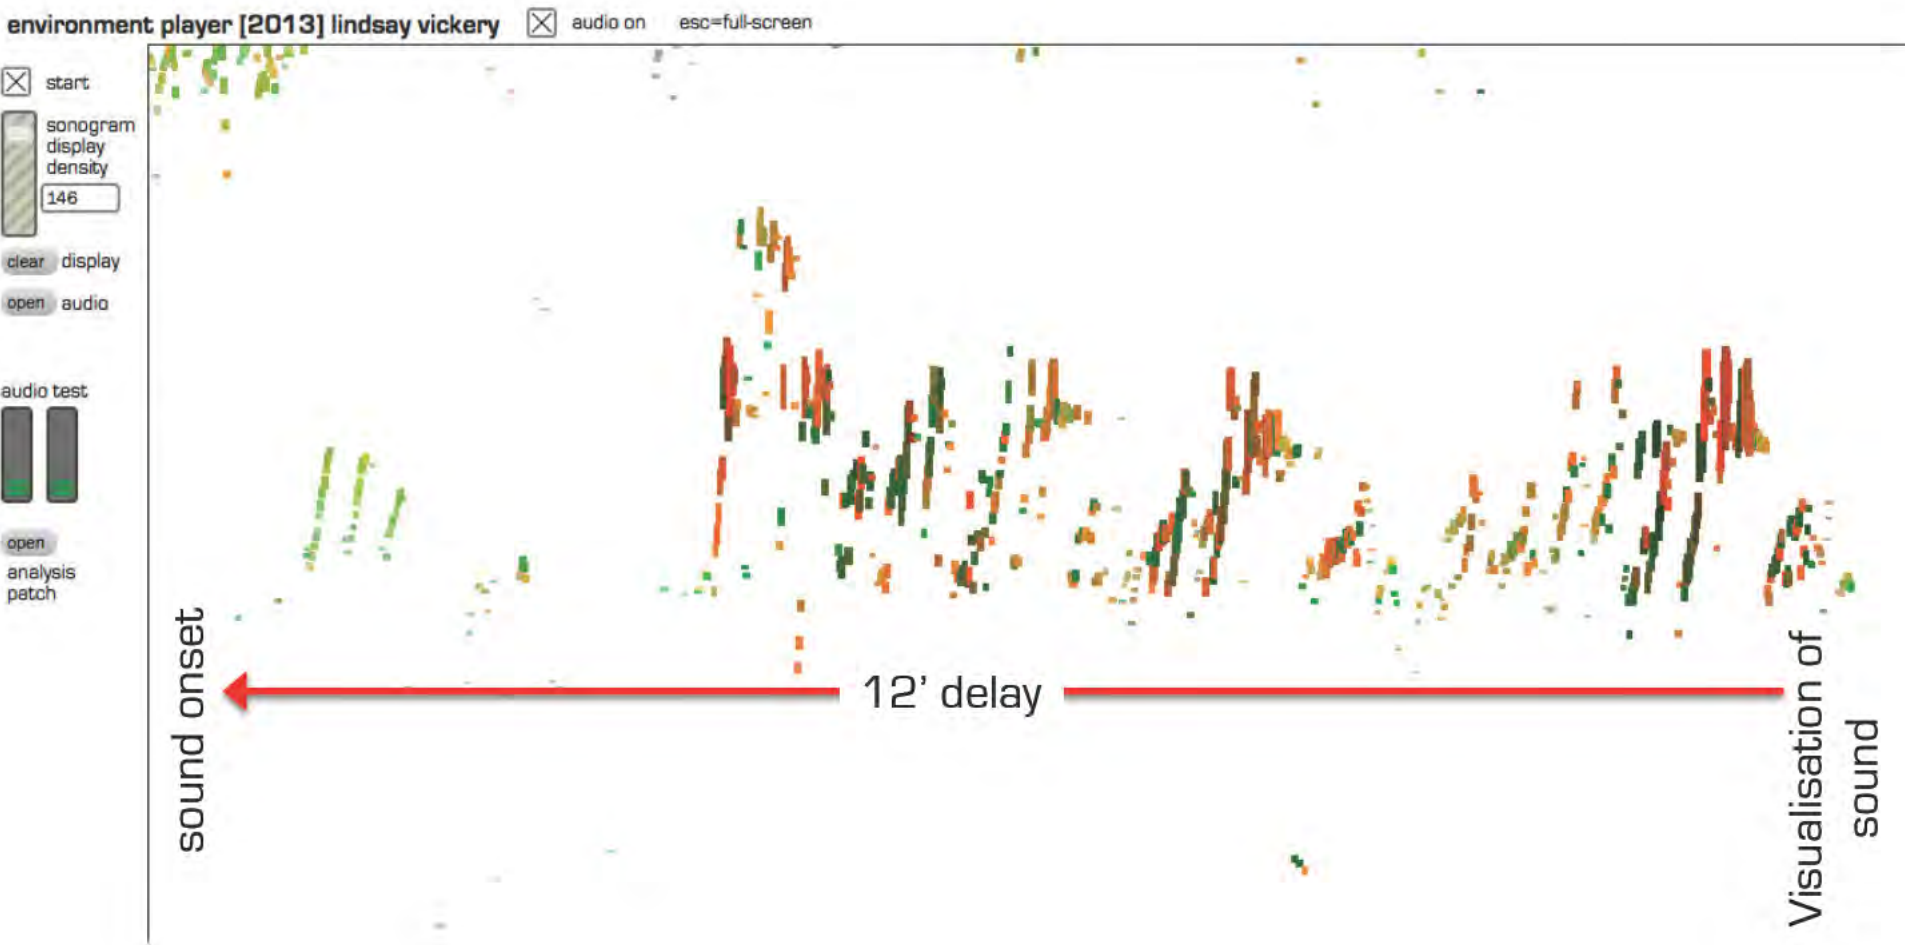 environment player [2013] lindsay vickery
audio on
esc=full-screen
start
sonogram
display
density
146
clear display
open audio
audio test
open
analysis
patch
sound onset
12’ delay
Visualisation of
sound